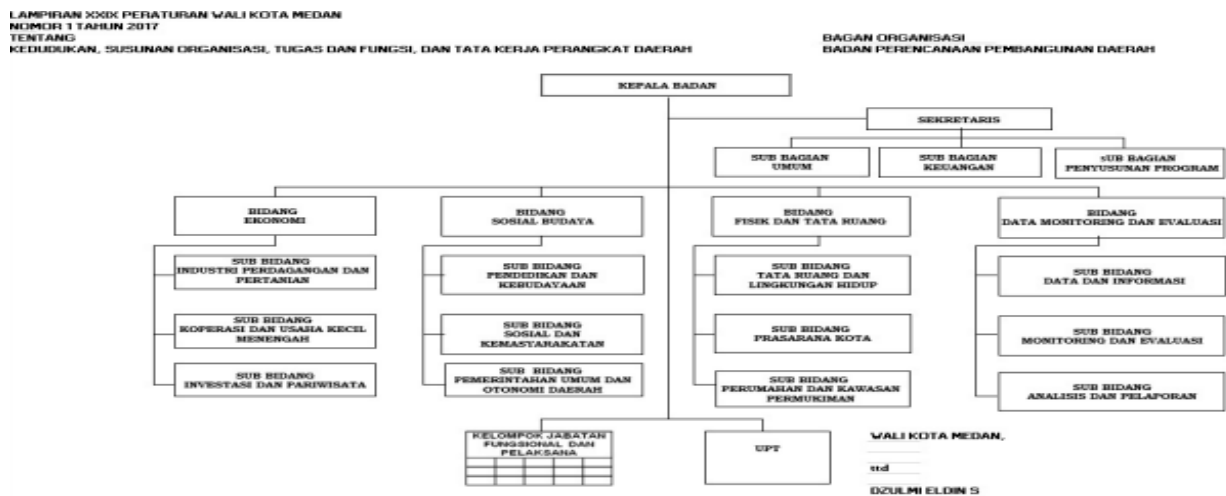 LAMPIRAN XXIX PERATURAN WALI KOTA MEDAN
NOMOR 1 TAHUN 2017
TENTANG
KEDUDUKAN, SUSUNAN ORGANISASI, TUGAS DAN FUNGSI, DAN TATA KERJA PERANGKAT DAERAH
BAGAN ORGANISASI
BADAN PERENCANAAN PEMBANGUNAN DAERAH
KEPALA BADAN
SEKRETARIS
SUB BAGIAN
UMUM
SUB BAGIAN
KEUANGAN
sUB BAGIAN
PENYUSUNAN PROGRAM
BIDANG
EKONOMI
BIDANG
SOSIAL BUDAYA
BIDANG
FISIK DAN TATA RUANG
BIDANG
DATA MONITORING DAN EVALUASI
SUB BIDANG
INDUSTRI PERDAGANGAN DAN
PERTANIAN
SUB BIDANG
PENDIDIKAN DAN
KEBUDAYAAN
SUB BIDANG
TATA RUANG DAN
LINGKUNGAN HIDUP
SUB BIDANG
DATA DAN INFORMASI
SUB BIDANG
KOPERASI DAN USAHA KECIL
MENENGAH
SUB BIDANG
SOSIAL DAN
KEMASYARAKATAN
SUB BIDANG
PRASARANA KOTA
SUB BIDANG
MONITORING DAN EVALUASI
SUB BIDANG
INVESTASI DAN PARIWISATA
SUB BIDANG
PEMERINTAHAN UMUM DAN
OTONOMI DAERAH
SUB BIDANG
PERUMAHAN DAN KAWASAN
PERMUKIMAN
SUB BIDANG
ANALISIS DAN PELAPORAN
KELOMPOK JABATAN
FUNGSIONAL DAN
PELAKSANA
UPT
WALI KOTA MEDAN,
ttd
DZULMI ELDIN S